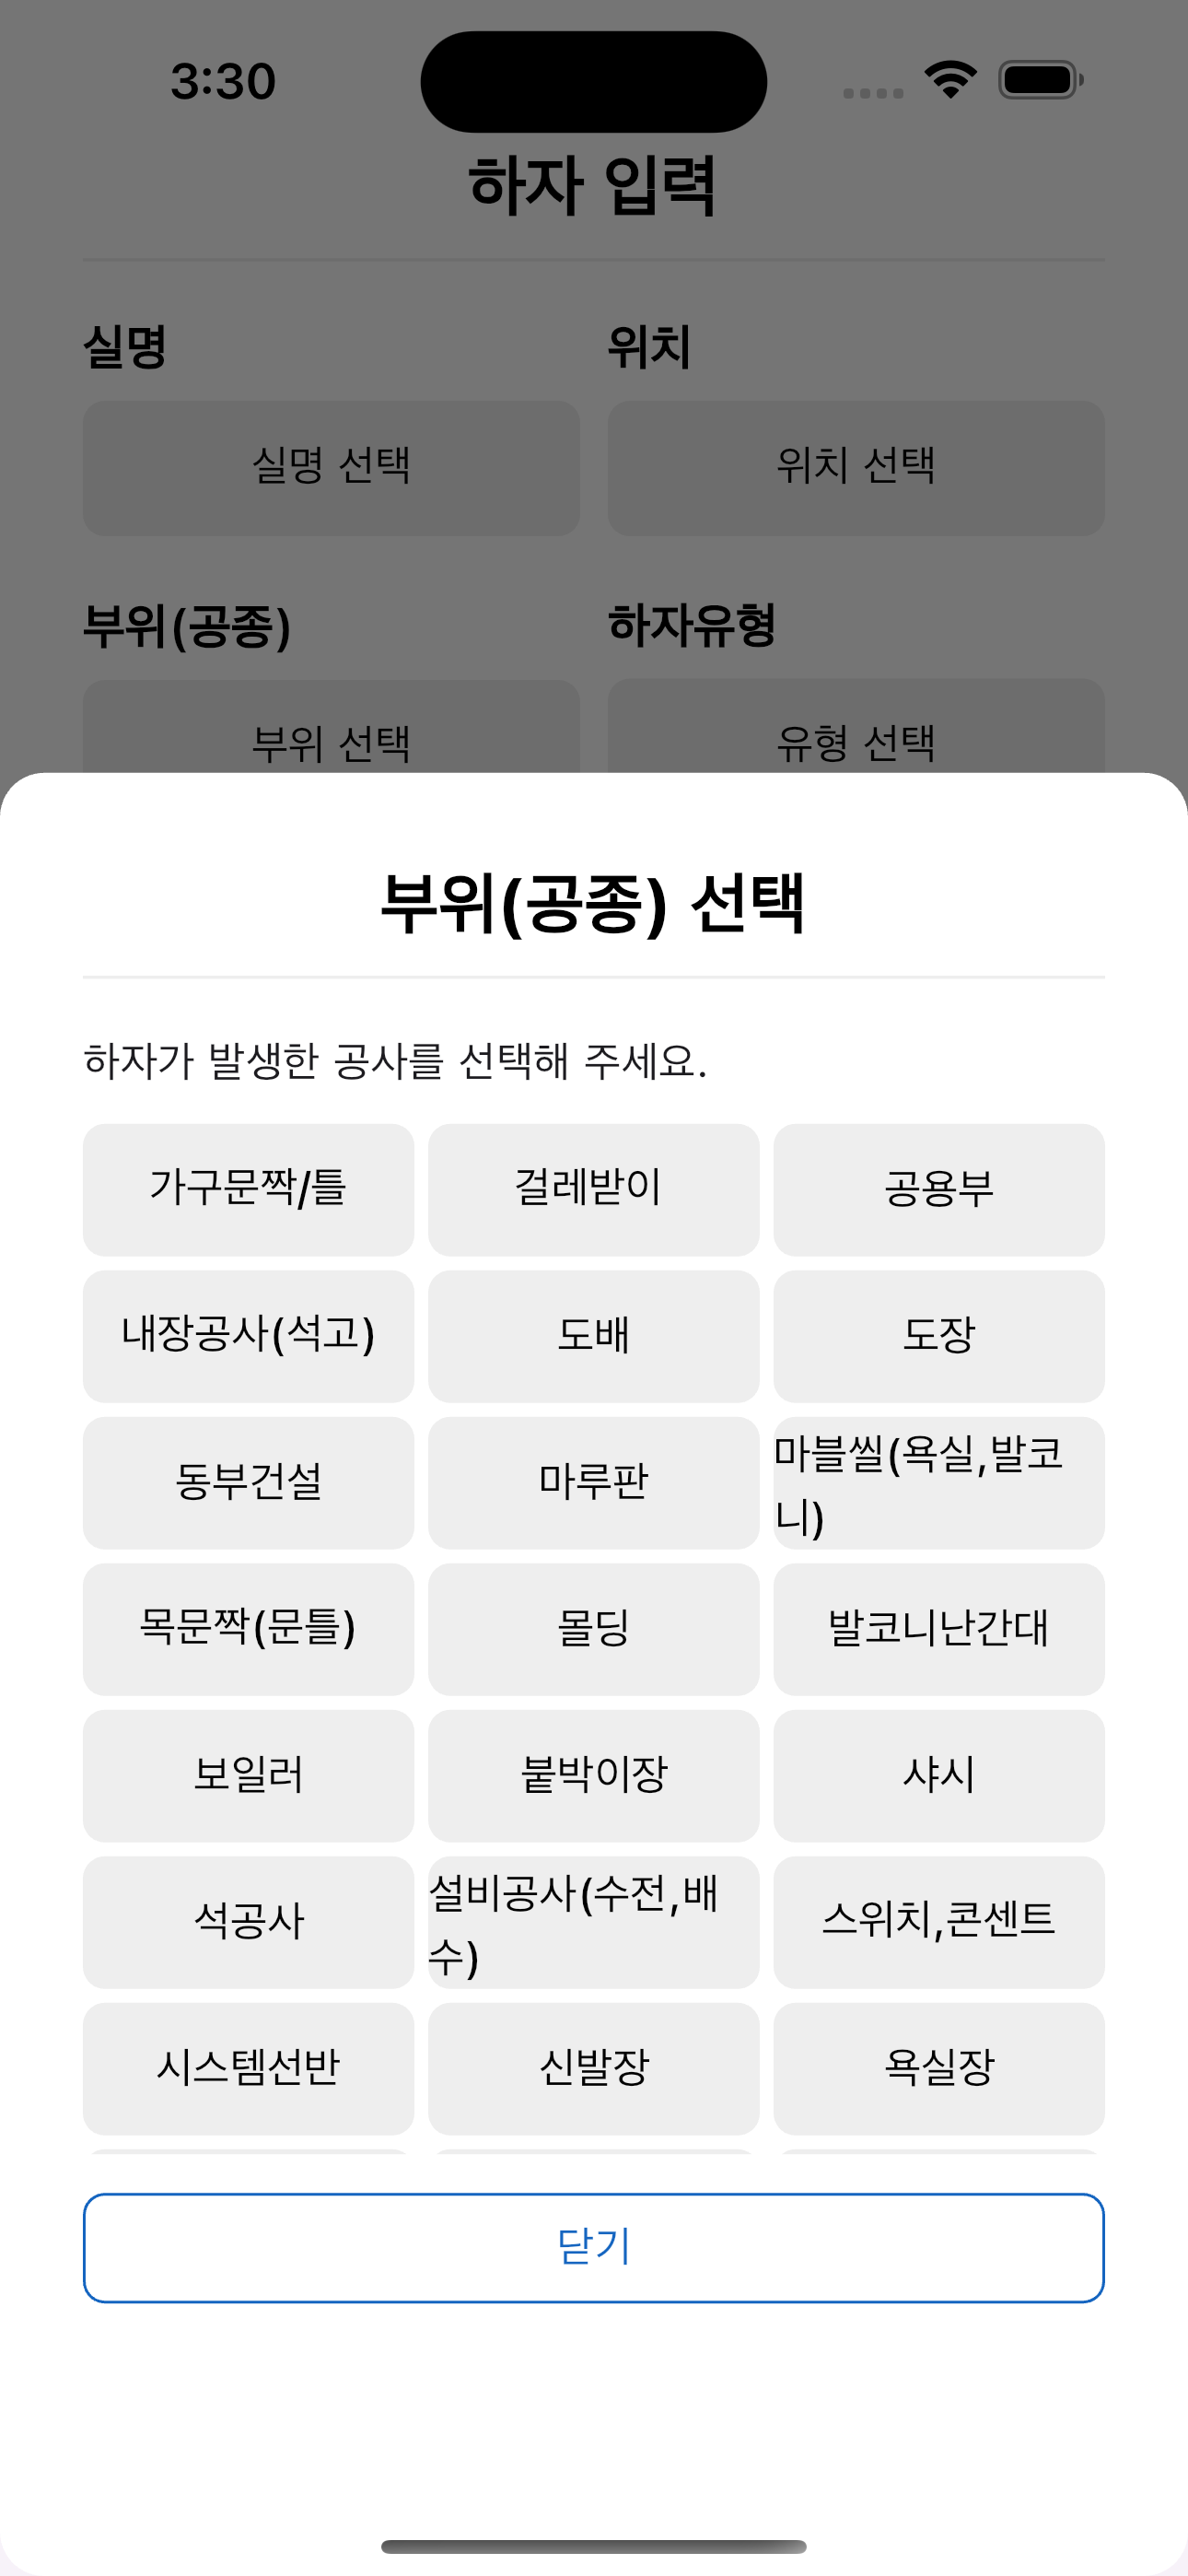 3:30
하자 입력
실명
위치
실명 선택
위치 선택
부위(공종)
하자유형
부위 선택
유형 선택
부위(공종) 선택
하자가 발생한 공사를 선택해 주세요.
가구문짝/틀
걸레받이
공용부
내장공사(석고)
도배
도장
동부건설
마루판
마블씰(욕실,발코
니)
목문짝(문틀)
몰딩
발코니난간대
보일러
붙박이장
샤시
석공사
설비공사(수전,배
수)
스위치,콘센트
시스템선반
신발장
욕실장
닫기